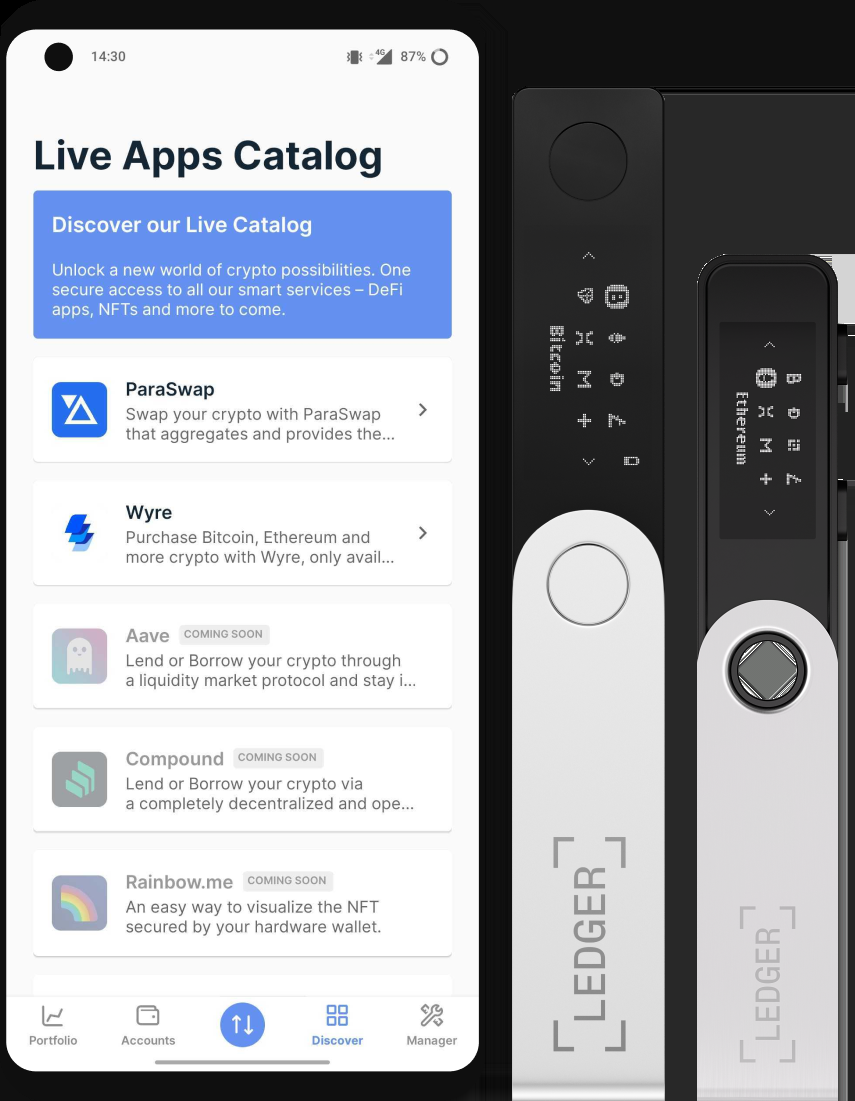 14:30
4G
87%
Live Apps Catalog
Discover our Live Catalog
Unlock a new world of crypto possibilities. One
secure access to all our smart services – DeFi
apps, NFTs and more to come.
ParaSwap
Swap your crypto with ParaSwap
that aggregates and provides the...
Wyre
Purchase Bitcoin, Ethereum and
more crypto with Wyre, only avail...
Aave COMING SOON
Lend or Borrow your crypto through
a liquidity market protocol and stay i...
Compound COMING SOON
Lend or Borrow your crypto via
a completely decentralized and ope...
Rainbow.me COMING SOON
An easy way to visualize the NFT
secured by your hardware wallet.
Portfolio
Accounts
Discover
Manager
Bitcoin
LEDGER
Ethereum
LEDGER